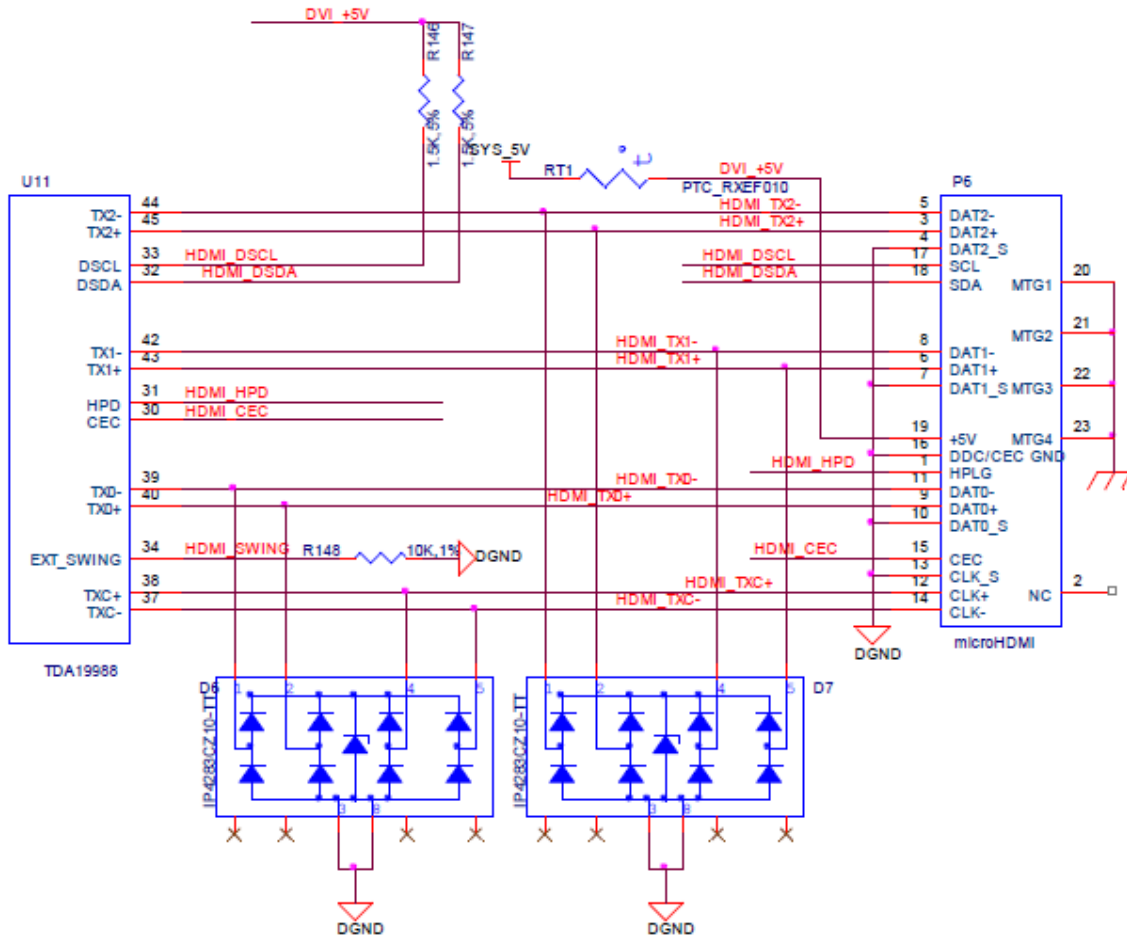 DVI_+5V
R146
R147
1.5K,5%
1.5K,5%
SYS_5V
RT1
t
DVI_+5V
PTC_RXEF010
U11
P6
44
TX2-
HDMI_TX2-
5
DAT2-
45
TX2+
HDMI_TX2+
3
DAT2+
4
DAT2_S
33
DSCL
HDMI_DSCL
HDMI_DSCL
17
SCL
32
DSDA
HDMI_DSDA
HDMI_DSDA
18
SDA
MTG1
20
MTG2
21
42
TX1-
HDMI_TX1-
8
DAT1-
43
TX1+
HDMI_TX1+
6
DAT1+
7
DAT1_S
MTG3
22
31
HPD
HDMI_HPD
30
CEC
HDMI_CEC
19
+5V
MTG4
23
16
DDC/CEC GND
HDMI_HPD
1
HPLG
39
TX0-
HDMI_TX0-
11
DAT0-
40
TX0+
HDMI_TX0+
9
DAT0+
10
DAT0_S
34
EXT_SWING
HDMI_SWING
R148
10K,1%
DGND
HDMI_CEC
15
CEC
13
CLK_S
38
TXC+
HDMI_TXC+
12
CLK+
NC
2
37
TXC-
HDMI_TXC-
14
CLK-
TDA19988
DGND
microHDMI
D6
1
2
4
5
IP4283CZ10-TT
3
8
DGND
D7
1
2
4
5
IP4283CZ10-TT
3
8
DGND